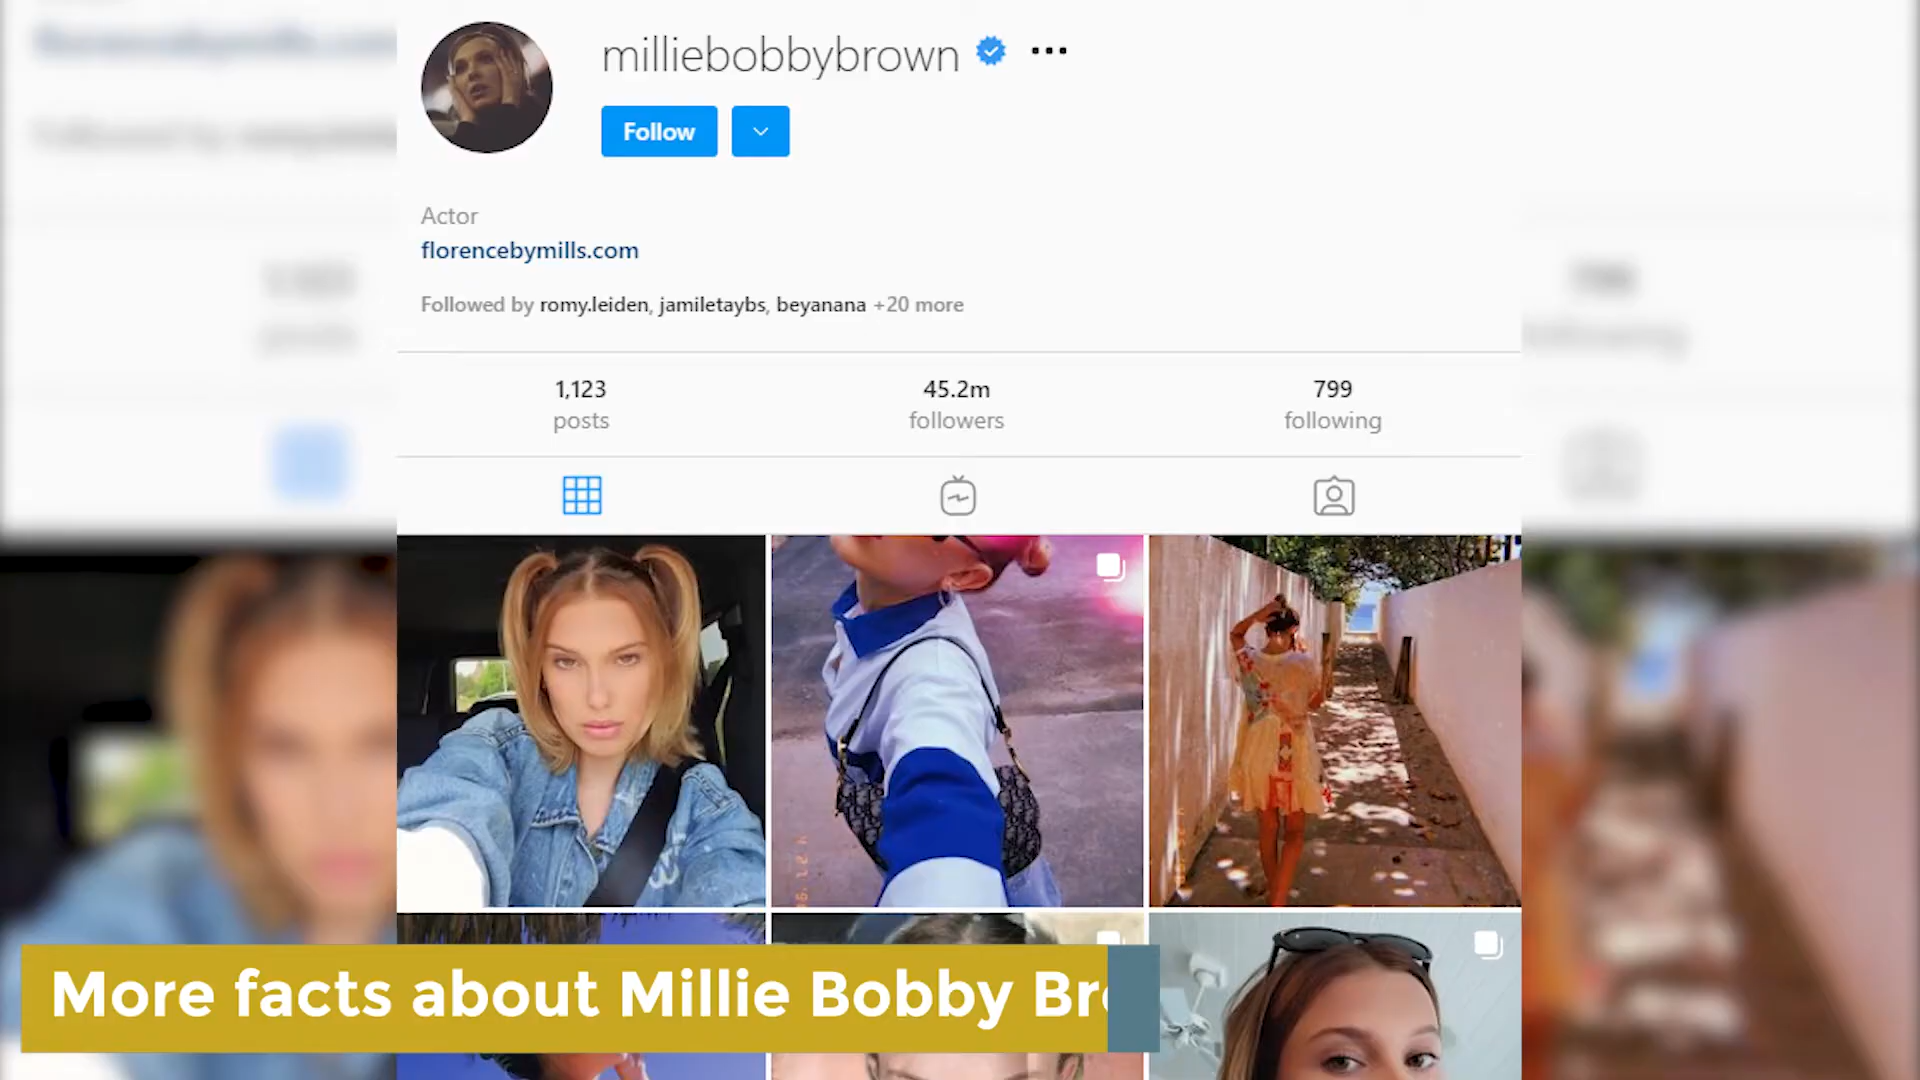 milliebobbybrown
Follow
Actor
florencebymills.com
Followed by romy.leiden, jamiletaybs, beyanana +20 more
1,123
posts
45.2m
followers
799
following
More facts about Millie Bobby Bro